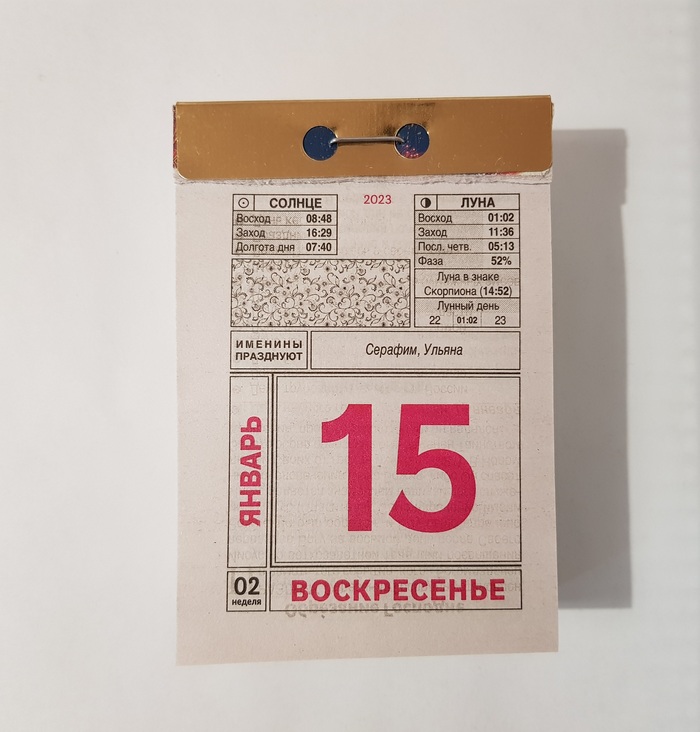 СОЛНЦЕ
Восход 08:48
Заход 16:29
Долгота дня 07:40
2023
ЛУНА
Восход 01:02
Заход 11:36
Посл. четв. 05:13
Фаза 52%
Луна в знаке
Скорпиона (14:52)
Лунный день
22 01:02 23
ИМЕНИНЫ
ПРАЗДНУЮТ
Серафим, Ульяна
ЯНВАРЬ
15
02
неделя
ВОСКРЕСЕНЬЕ
Обрезание Господне